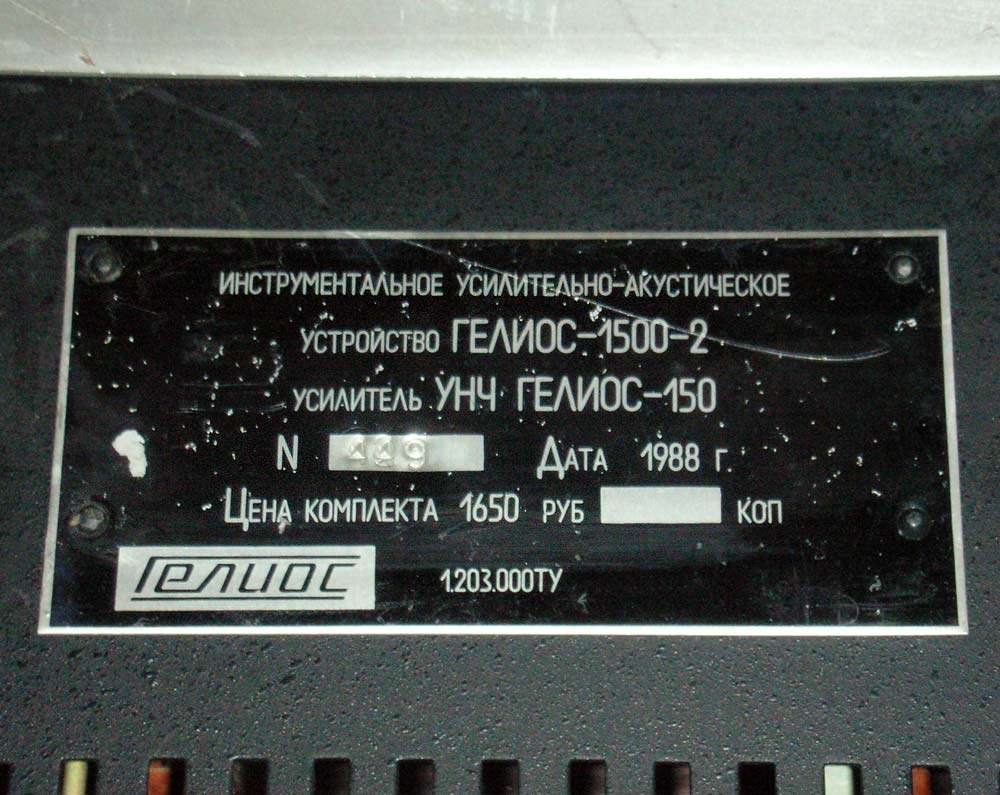 ИНСТРУМЕНТАЛЬНОЕ УСИЛИТЕЛЬНО-АКУСТИЧЕСКОЕ
УСТРОЙСТВО ГЕЛИОС-1500-2
УСИЛИТЕЛЬ УНЧ ГЕЛИОС-150
N ДАТА 1988 Г.
ЦЕНА КОМПЛЕКТА 1650 РУБ КОП
Гелиос 1.203.000ТУ